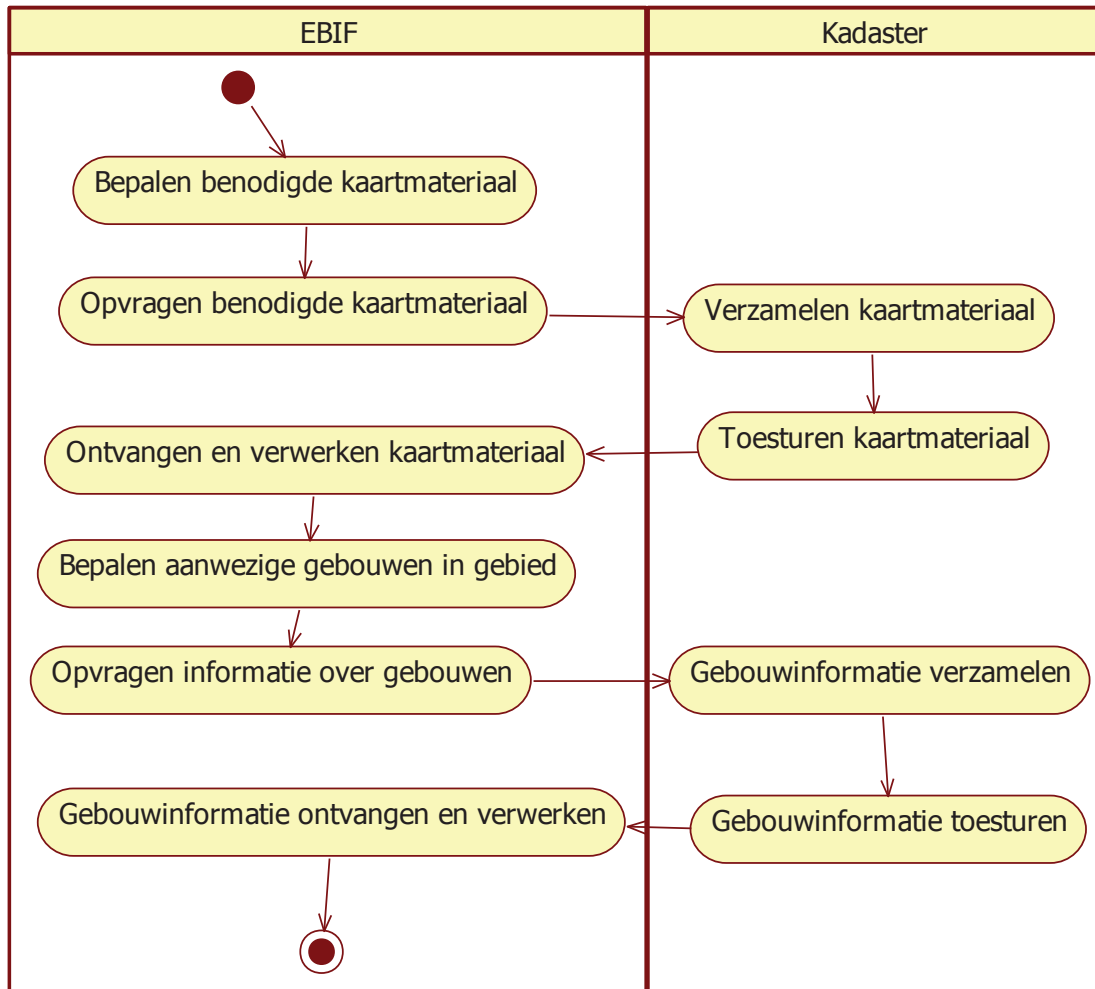 EBIF
Kadaster
Bepalen benodigde kaartmateriaal
Opvragen benodigde kaartmateriaal
Verzamelen kaartmateriaal
Toesturen kaartmateriaal
Ontvangen en verwerken kaartmateriaal
Bepalen aanwezige gebouwen in gebied
Opvragen informatie over gebouwen
Gebouwinformatie verzamelen
Gebouwinformatie toesturen
Gebouwinformatie ontvangen en verwerken